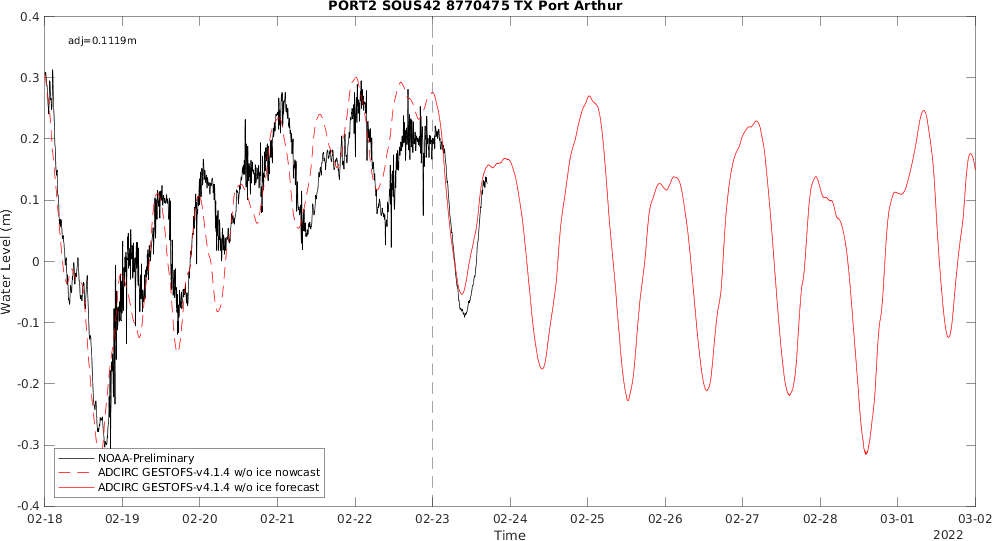 PORT2 SOUS42 8770475 TX Port Arthur
adj=0.1119m
0.4
0.3
0.2
0.1
0
-0.1
-0.2
-0.3
-0.4
Water Level (m)
NOAA-Preliminary
ADCIRC GESTOFS-v4.1.4 w/o ice nowcast
ADCIRC GESTOFS-v4.1.4 w/o ice forecast
02-18 02-19 02-20 02-21 02-22 02-23 02-24 02-25 02-26 02-27 02-28 03-01 03-02
Time
2022